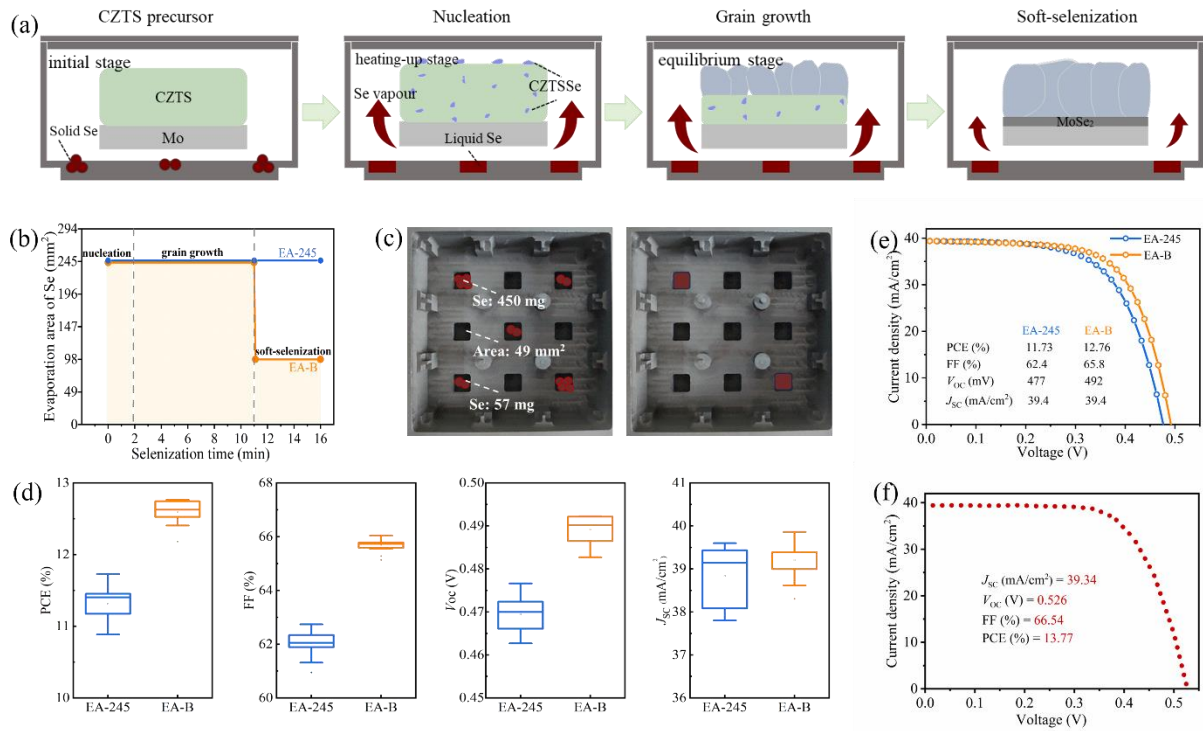 (a)
CZTS precursor
Nucleation
Grain growth
Soft-selenization
initial stage
CZTS
Solid Se
Mo
heating-up stage
Se vapour
CZTSSe
Liquid Se
equilibrium stage
MoSe₂
(b)
Evaporation area of Se (mm²)
294
245
196
147
98
49
0
nucleation
grain growth
EA-245
soft-selenization
EA-B
0 2 4 6 8 10 12 14 16
Selenization time (min)
(c)
Se: 450 mg
Area: 49 mm²
Se: 57 mg
(d)
PCE (%)
13
12
11
10
EA-245 EA-B
FF (%)
68
66
64
62
60
EA-245 EA-B
Voc (V)
0.50
0.49
0.48
0.47
0.46
0.45
EA-245 EA-B
JSC (mA/cm²)
41
40
39
38
37
36
EA-245 EA-B
(e)
Current density (mA/cm²)
40
30
20
10
0
EA-245
EA-B
EA-245 EA-B
PCE (%) 11.73 12.76
FF (%) 62.4 65.8
VOC (mV) 477 492
JSC (mA/cm²) 39.4 39.4
0.0 0.1 0.2 0.3 0.4 0.5
Voltage (V)
(f)
Current density (mA/cm²)
40
30
20
10
0
JSC (mA/cm²) = 39.34
VOC (V) = 0.526
FF (%) = 66.54
PCE (%) = 13.77
0.0 0.1 0.2 0.3 0.4 0.5
Voltage (V)